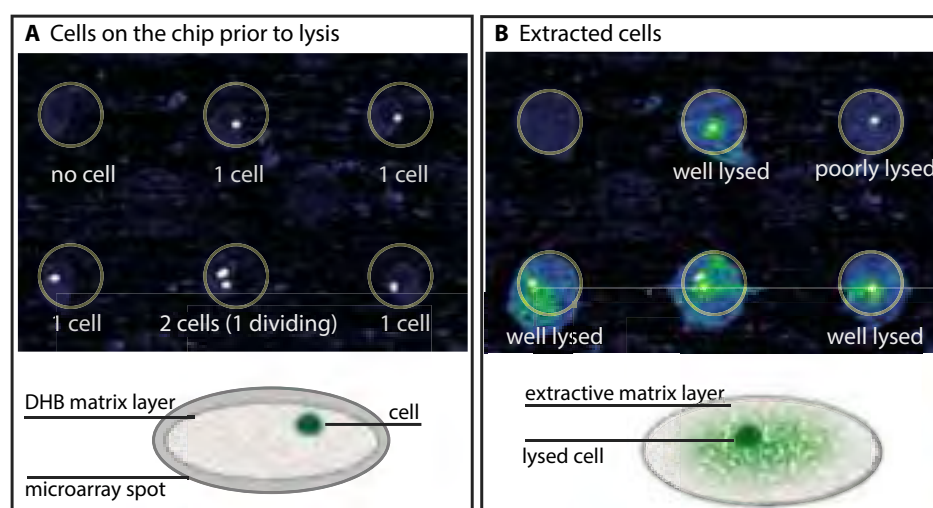 A Cells on the chip prior to lysis
no cell
1 cell
1 cell
1 cell
2 cells (1 dividing)
1 cell
DHB matrix layer
cell
microarray spot
B Extracted cells
well lysed
poorly lysed
well lysed
well lysed
extractive matrix layer
lysed cell